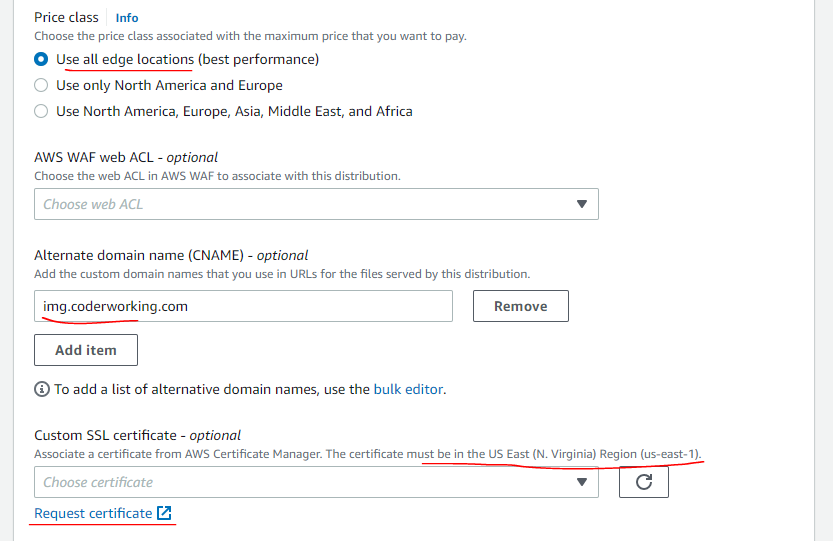 Price class Info
Choose the price class associated with the maximum price that you want to pay.
Use all edge locations (best performance)
Use only North America and Europe
Use North America, Europe, Asia, Middle East, and Africa
AWS WAF web ACL - optional
Choose the web ACL in AWS WAF to associate with this distribution.
Choose web ACL
Alternate domain name (CNAME) - optional
Add the custom domain names that you use in URLs for the files served by this distribution.
img.coderworking.com
Remove
Add item
To add a list of alternative domain names, use the bulk editor.
Custom SSL certificate - optional
Associate a certificate from AWS Certificate Manager. The certificate must be in the US East (N. Virginia) Region (us-east-1).
Choose certificate
Request certificate